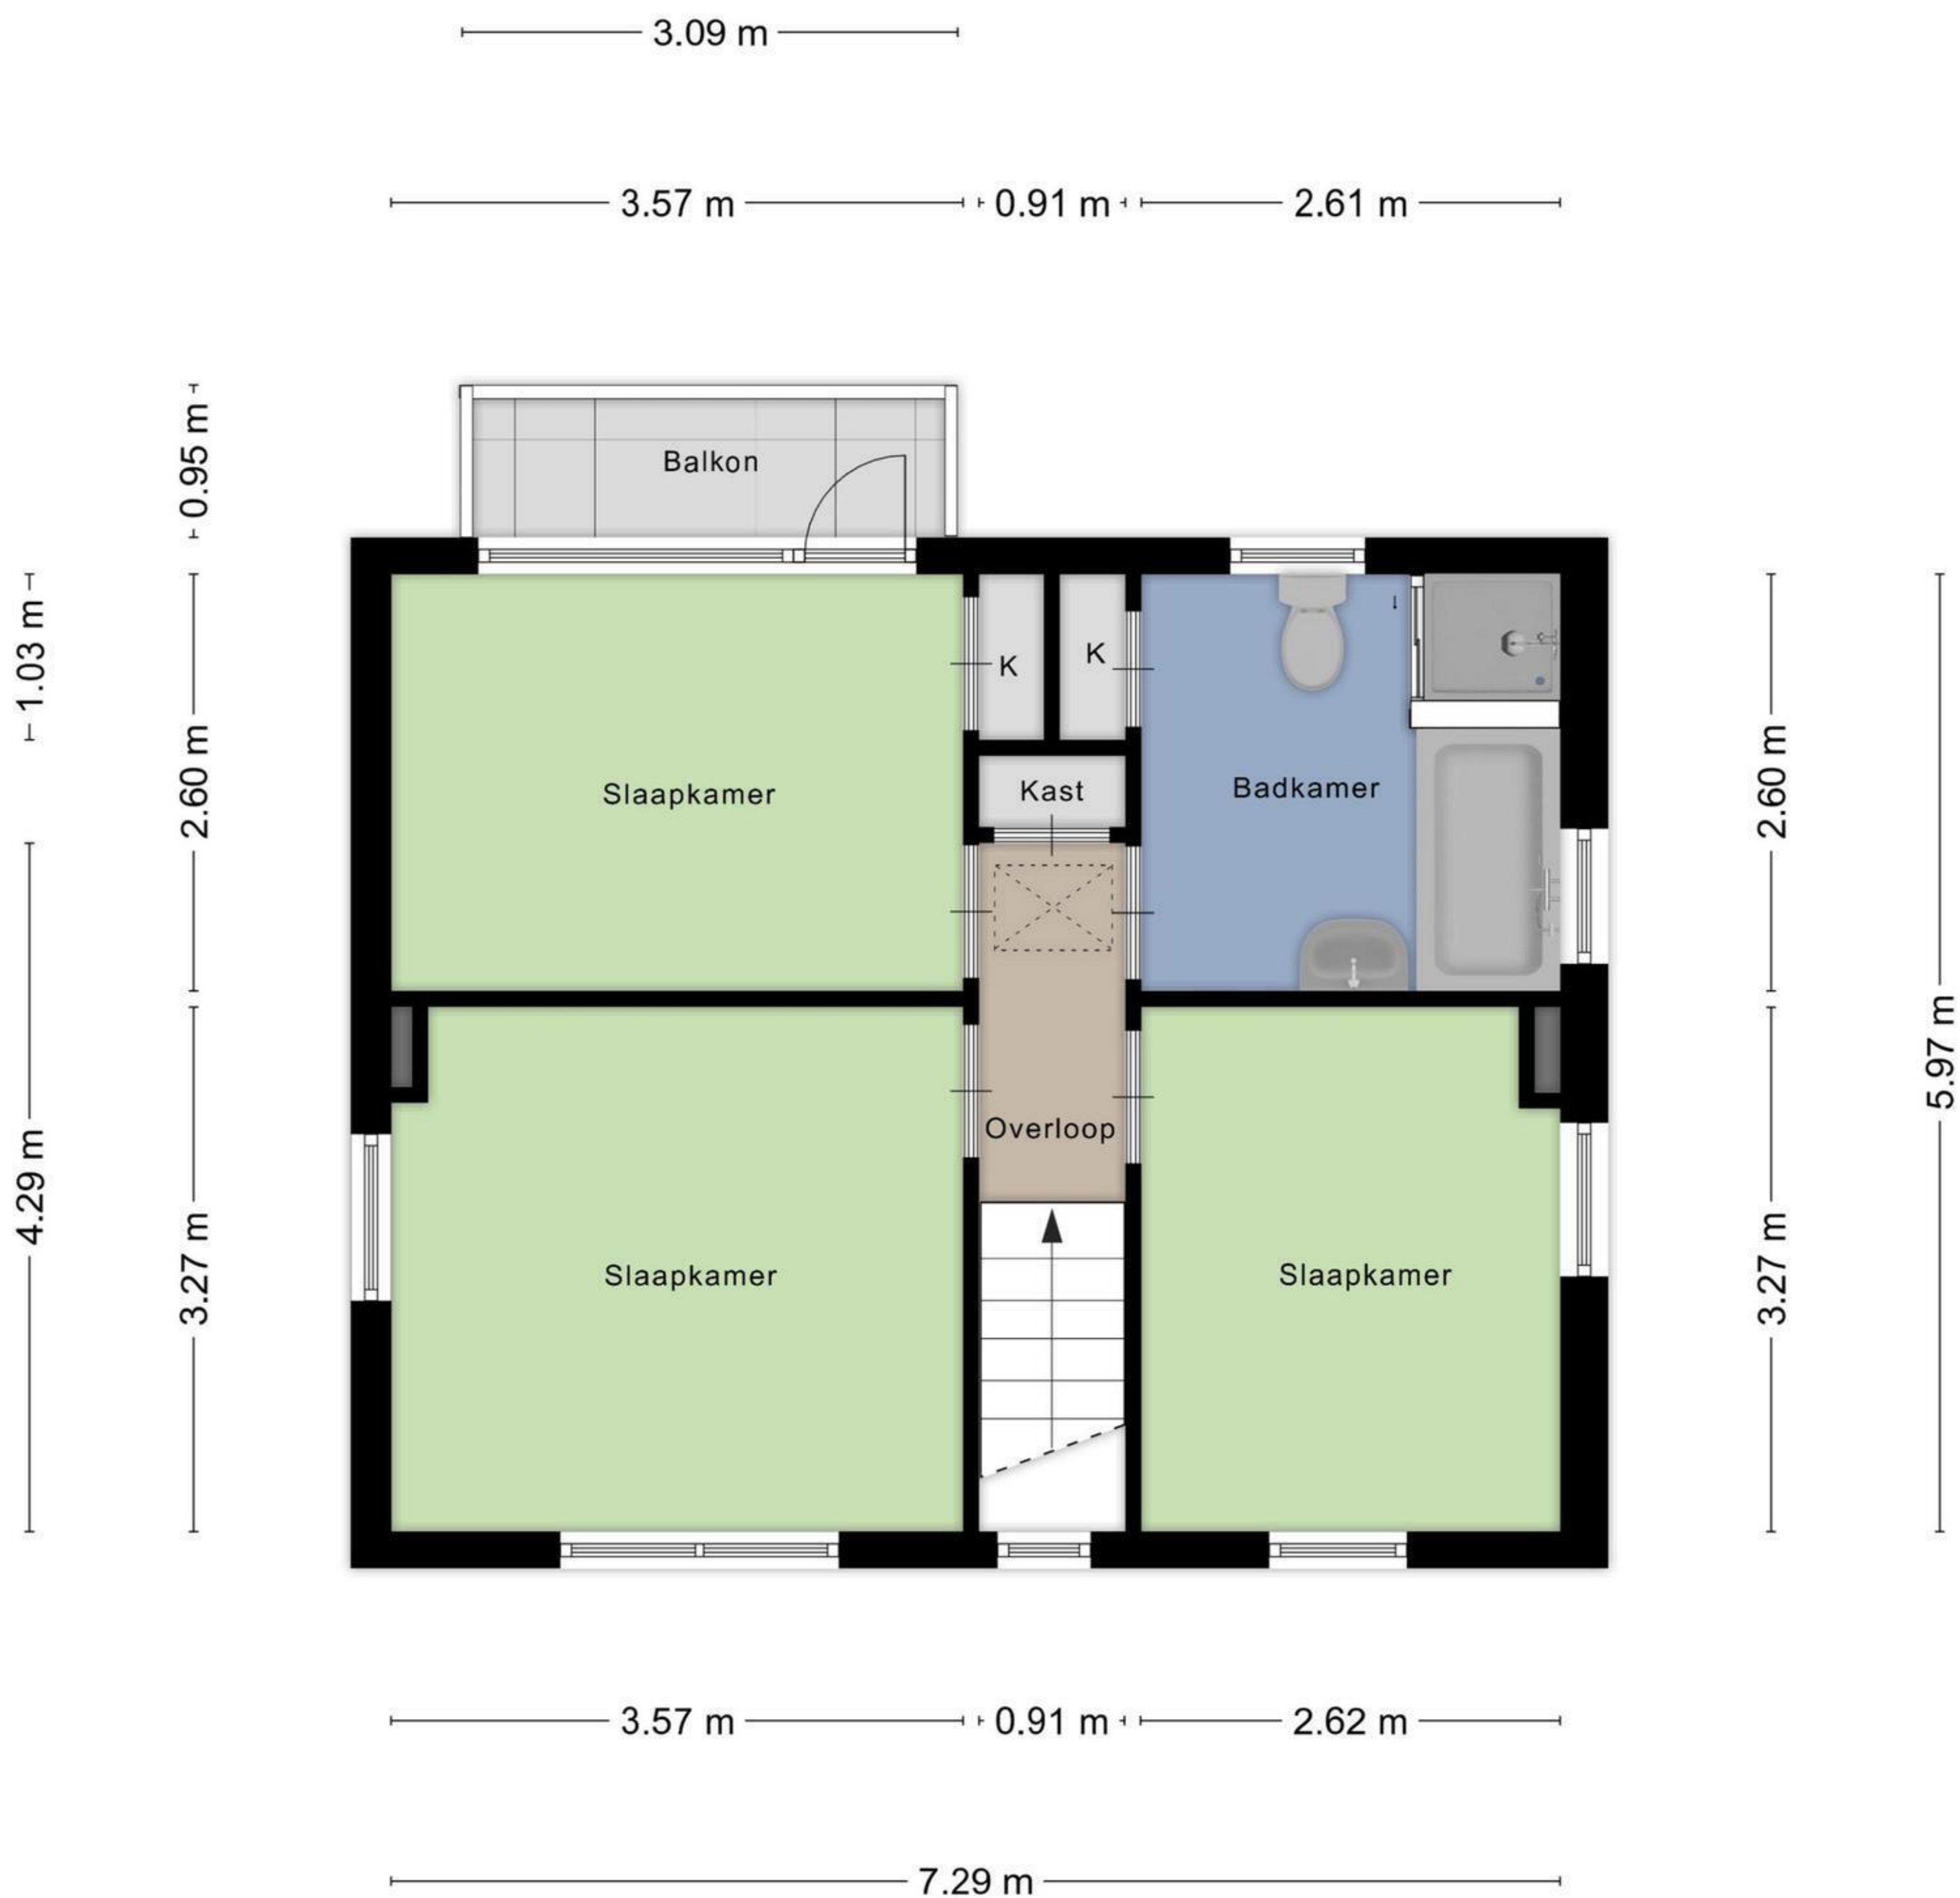 3.09 m
3.57 m
0.91 m
2.61 m
0.95 m
Balkon
1.03 m
2.60 m
K
K
Slaapkamer
Kast
Badkamer
2.60 m
5.97 m
4.29 m
Overloop
3.27 m
Slaapkamer
Slaapkamer
3.27 m
3.57 m
0.91 m
2.62 m
7.29 m